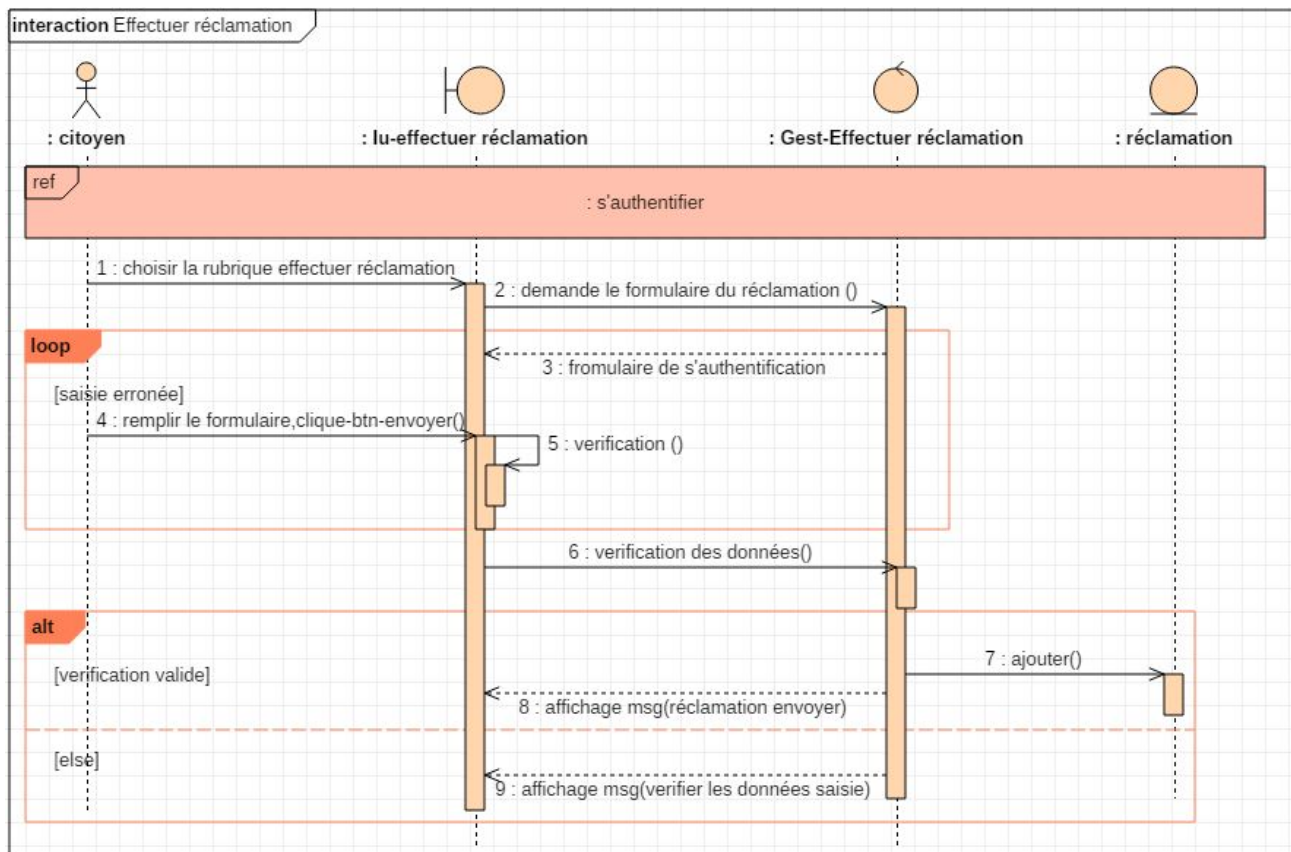 interaction Effectuer réclamation
: citoyen
: Iu-effectuer réclamation
: Gest-Effectuer réclamation
: réclamation
ref
: s'authentifier
1 : choisir la rubrique effectuer réclamation
2 : demande le formulaire du réclamation ()
loop
3 : fromulaire de s'authentification
[saisie erronée]
4 : remplir le formulaire,clique-btn-envoyer()
5 : verification ()
6 : verification des données()
alt
7 : ajouter()
[verification valide]
8 : affichage msg(réclamation envoyer)
[else]
9 : affichage msg(verifier les données saisie)